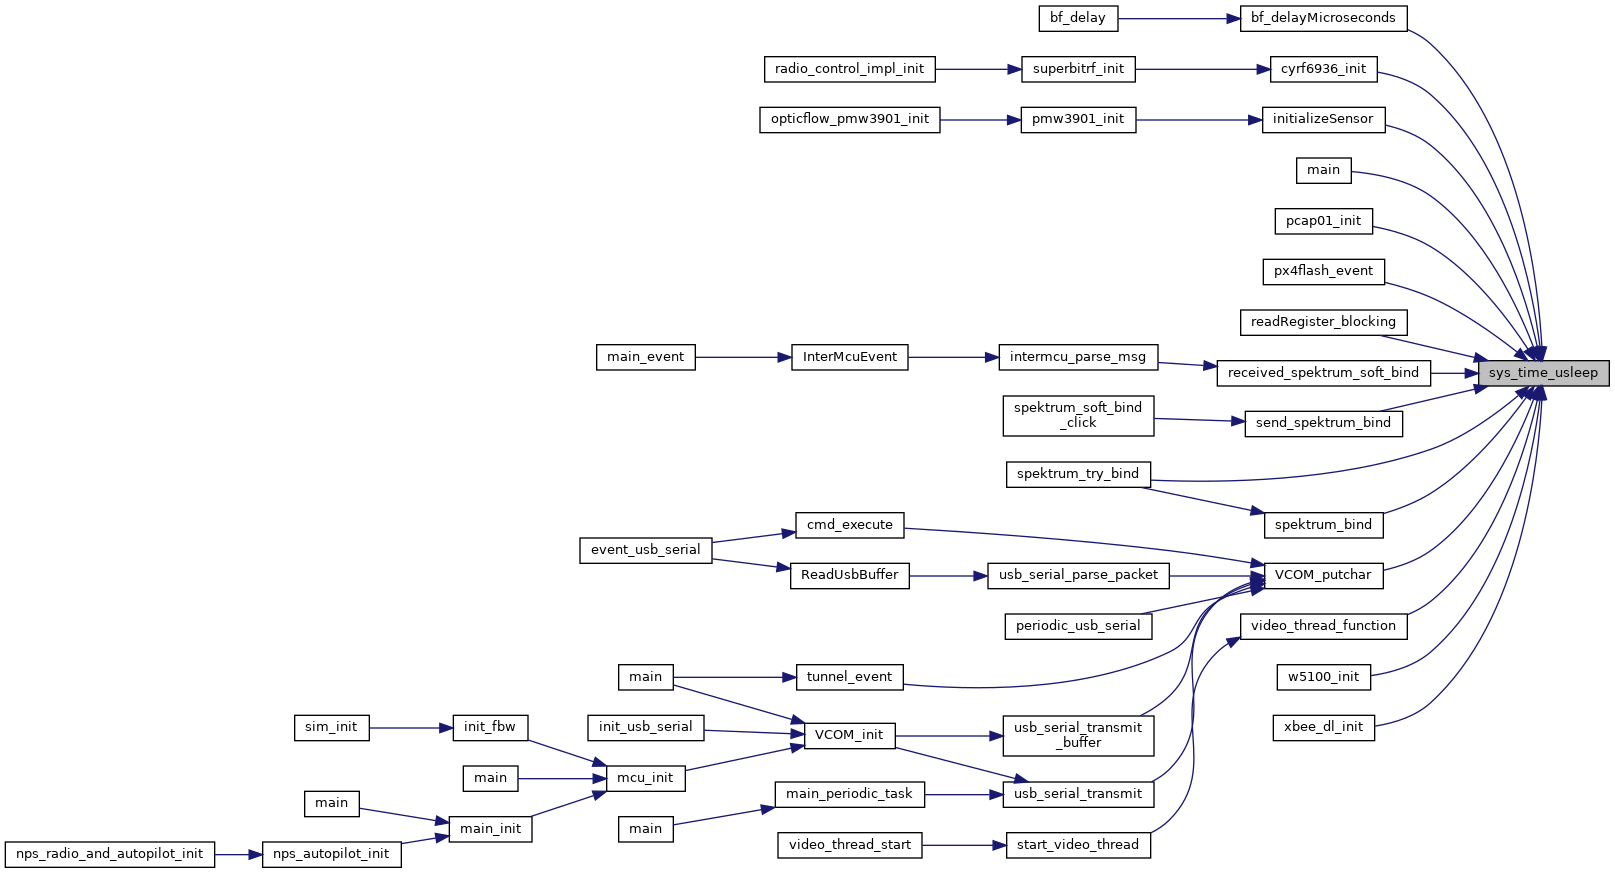 bf_delay
bf_delayMicroseconds
radio_control_impl_init
superbitrf_init
cyrf6936_init
opticflow_pmw3901_init
pmw3901_init
initializeSensor
main
pcap01_init
px4flash_event
readRegister_blocking
main_event
InterMcuEvent
intermcu_parse_msg
received_spektrum_soft_bind
sys_time_usleep
spektrum_soft_bind
_click
send_spektrum_bind
spektrum_try_bind
spektrum_bind
cmd_execute
event_usb_serial
ReadUsbBuffer
usb_serial_parse_packet
VCOM_putchar
periodic_usb_serial
video_thread_function
main
tunnel_event
w5100_init
sim_init
init_fbw
init_usb_serial
VCOM_init
usb_serial_transmit
_buffer
xbee_dl_init
main
mcu_init
main_periodic_task
usb_serial_transmit
main
main_init
main
video_thread_start
start_video_thread
nps_radio_and_autopilot_init
nps_autopilot_init